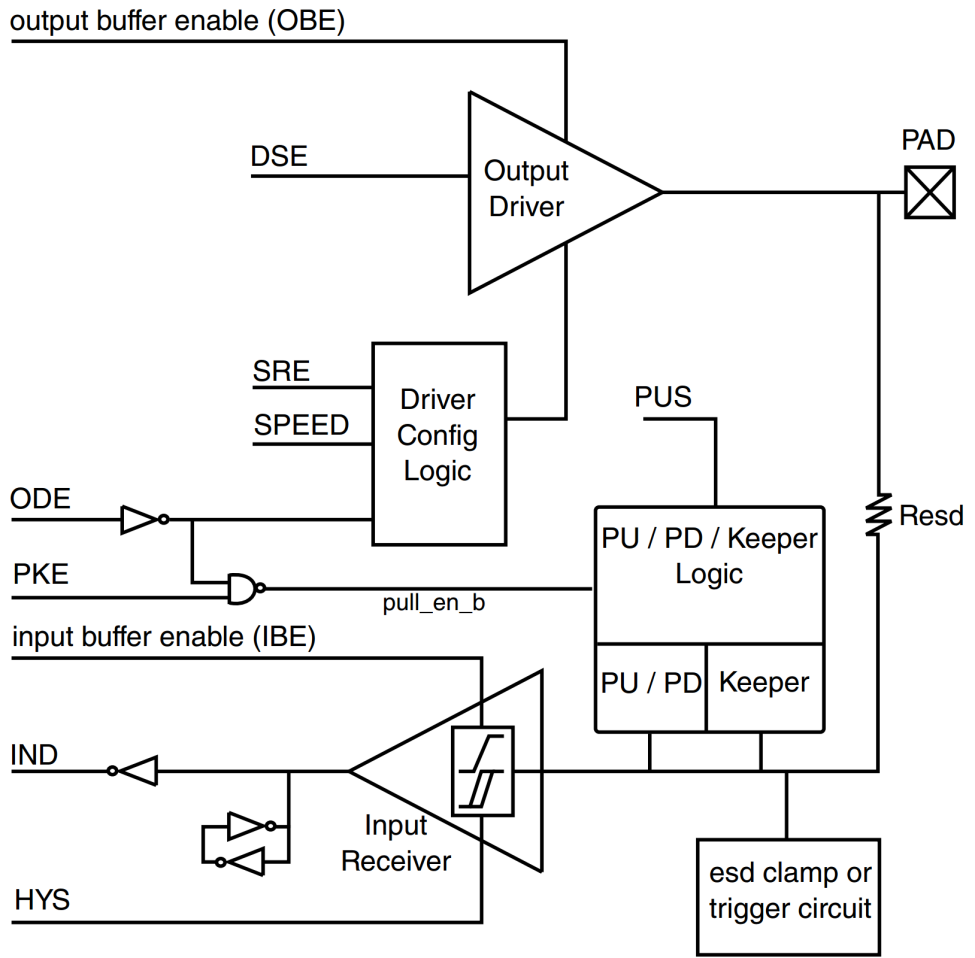 output buffer enable (OBE)
DSE
Output
Driver
PAD
SRE
SPEED
Driver
Config
Logic
PUS
ODE
Resd
PU / PD / Keeper
Logic
PKE
pull_en_b
input buffer enable (IBE)
PU / PD
Keeper
IND
Input
Receiver
HYS
esd clamp or
trigger circuit